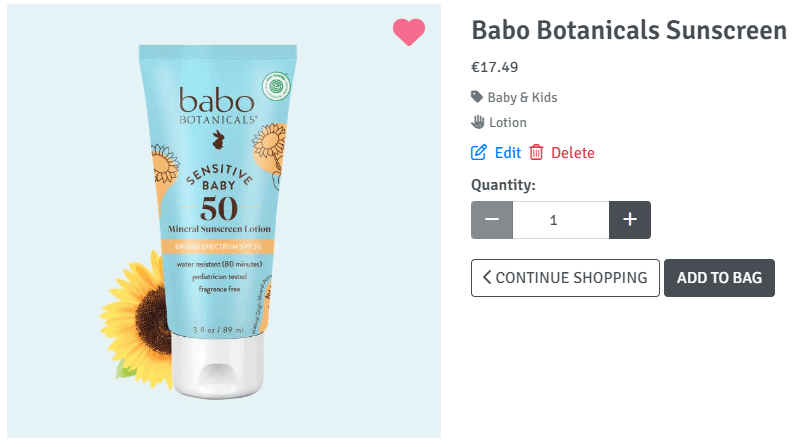 babo
BOTANICALS
SENSITIVE
BABY
50
Mineral Sunscreen Lotion
BROAD SPECTRUM SPF 50
water resistant (80 minutes)
pediatrician tested
fragrance free
3 fl oz / 89 ml
Babo Botanicals Sunscreen
€17.49
Baby & Kids
Lotion
Edit Delete
Quantity:
1
CONTINUE SHOPPING ADD TO BAG